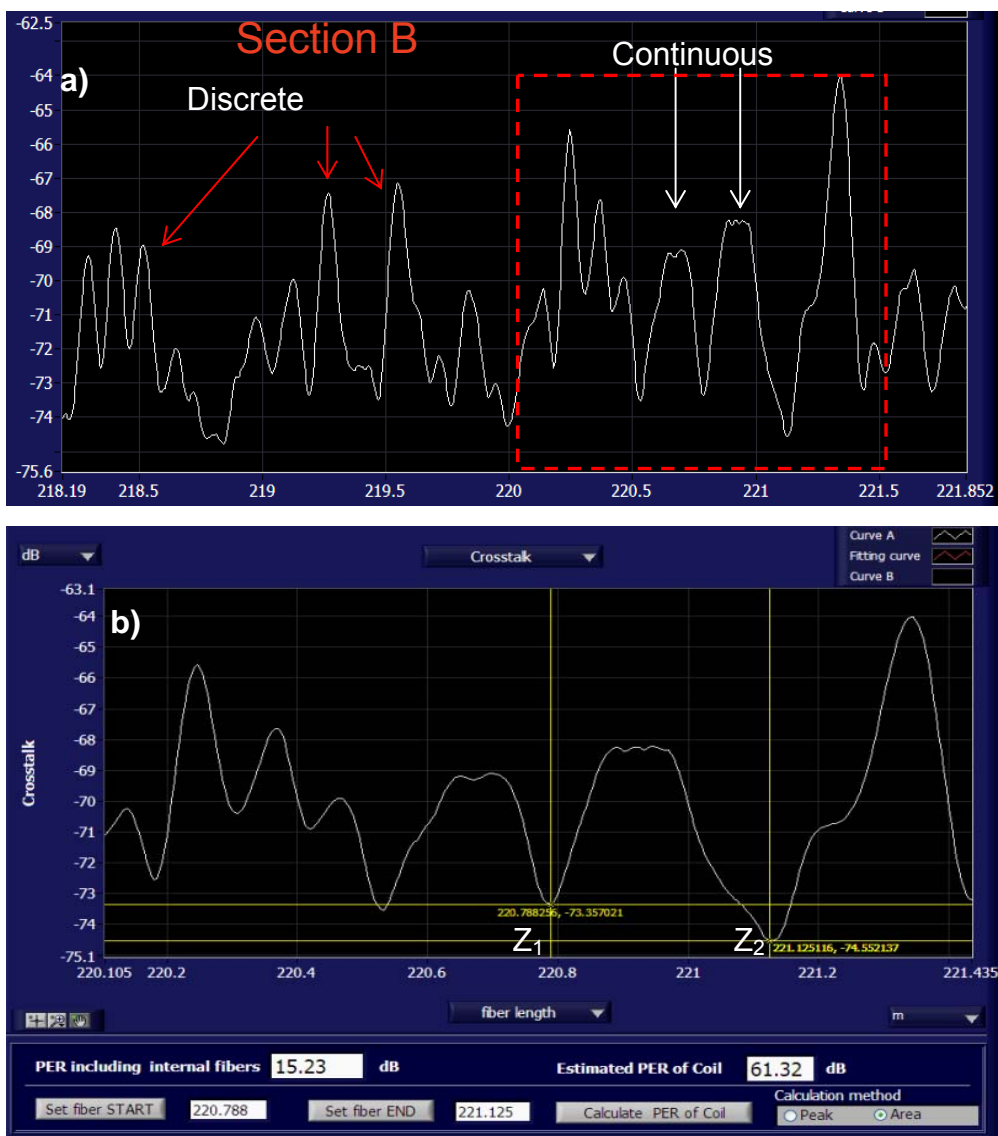 Section B
a)
Discrete
Continuous
-62.5
-64
-65
-66
-67
-68
-69
-70
-71
-72
-73
-74
-75.6
218.19 218.5 219 219.5 220 220.5 221 221.5 221.852
dB Crosstalk
Curve A
Fitting curve
Curve B
b)
Crosstalk
-63.1
-64
-65
-66
-67
-68
-69
-70
-71
-72
-73
-74
-75.1
220.788256, -73.357021
Z1 Z2
221.125116, -74.552137
220.105 220.2 220.4 220.6 220.8 221 221.2 221.435
fiber length m
PER including internal fibers 15.23 dB Estimated PER of Coil 61.32 dB
Calculation method
Set fiber START 220.788 Set fiber END 221.125 Calculate PER of Coil Peak Area